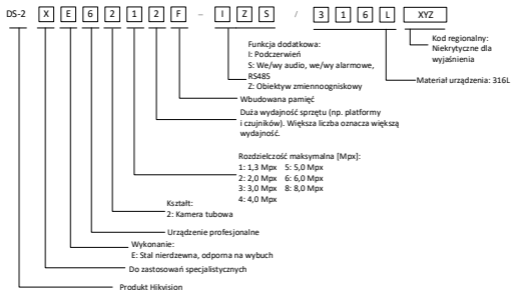 DS-2 X E 6 2 1 2 F – I Z S / 3 1 6 L XYZ
Kod regionalny:
Niekrytyczne dla
wyjaśnienia
Funkcja dodatkowa:
I: Podczerwień
S: We/wy audio, we/wy alarmowe,
RS485
Z: Obiektyw zmiennoogniskowy
Materiał urządzenia: 316L
Wbudowana pamięć
Duża wydajność sprzętu (np. platformy
i czujników). Większa liczba oznacza większą
wydajność.
Rozdzielczość maksymalna [Mpx]:
1: 1,3 Mpx 5: 5,0 Mpx
2: 2,0 Mpx 6: 6,0 Mpx
3: 3,0 Mpx 8: 8,0 Mpx
4: 4,0 Mpx
Kształt:
2: Kamera tubowa
Urządzenie profesjonalne
Wykonanie:
E: Stal nierdzewna, odporna na wybuch
Do zastosowań specjalistycznych
Produkt Hikvision